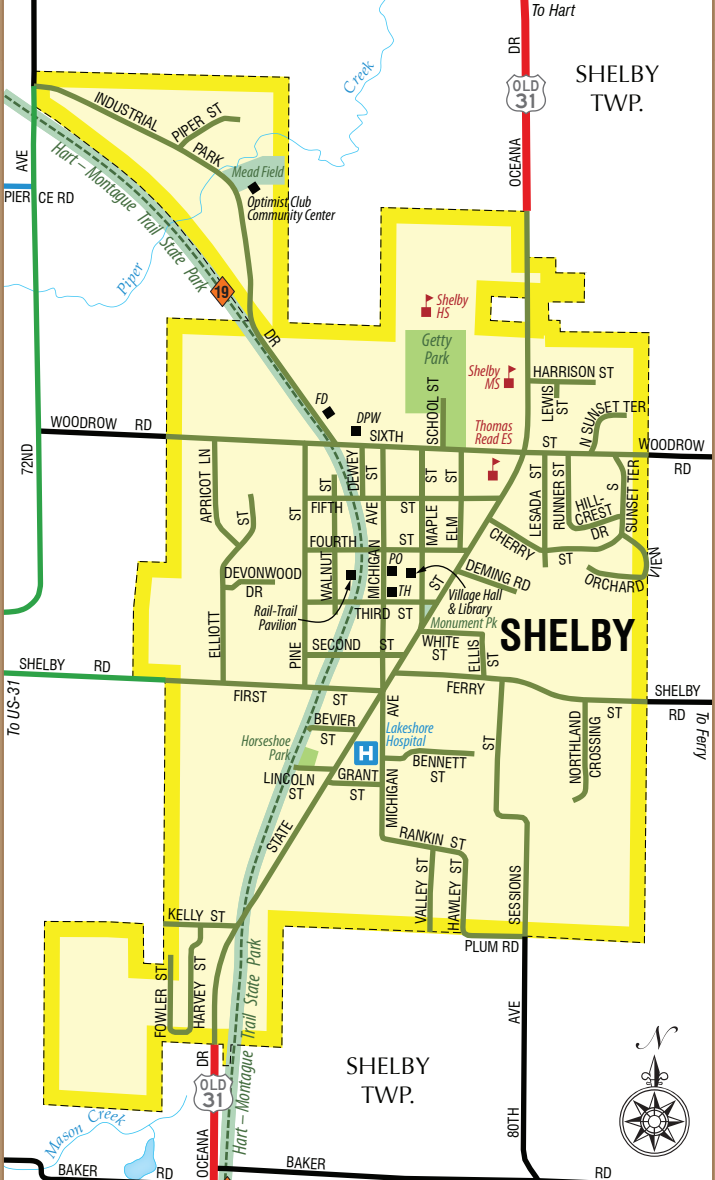 To Hart
DR
SHELBY
TWP.
OLD
31
OCEANA
Creek
INDUSTRIAL
PIPER ST
PARK
Mead Field
Optimist Club
Community Center
AVE
PIERCE RD
Hart – Montague Trail State Park
Piper
19
DR
Shelby
HS
Getty
Park
Shelby
MS
HARRISON ST
LEWIS
ST
N SUNSET TER
SCHOOL ST
FD
DPW
SIXTH
ST
Thomas
Read ES
WOODROW RD
WOODROW
RD
72ND
APRICOT LN
ST
ST
DEWEY
ST
ST
FIFTH
ST
AVE
MAPLE
ST
ELM
ST
LESADA ST
RUNNER ST
HILL-
CREST
DR
S
SUNSET TER
CHERRY
ST
ORCHARD
VIEW
FOURTH
ST
WALNUT
MICHIGAN
PO
TH
Village Hall
& Library
ST
DEMING RD
DEVONWOOD
DR
Rail-Trail
Pavilion
THIRD ST
Monument Pk
SHELBY
ELLIOTT
PINE
SECOND ST
WHITE
ST
ELLIS
ST
SHELBY RD
FIRST
ST
FERRY
ST
SHELBY
RD
To US-31
To Ferry
AVE
BEVIER
ST
Horseshoe
Park
H
Lakeshore
Hospital
BENNETT
ST
ST
NORTHLAND
CROSSING
LINCOLN
ST
GRANT
ST
MICHIGAN
STATE
RANKIN ST
VALLEY ST
HAWLEY ST
SESSIONS
KELLY ST
PLUM RD
FOWLER ST
HARVEY ST
Hart – Montague Trail State Park
AVE
DR
SHELBY
TWP.
N
OLD
31
Hart – Montague Trail State Park
Mason Creek
OCEANA
80TH
BAKER RD
BAKER
RD